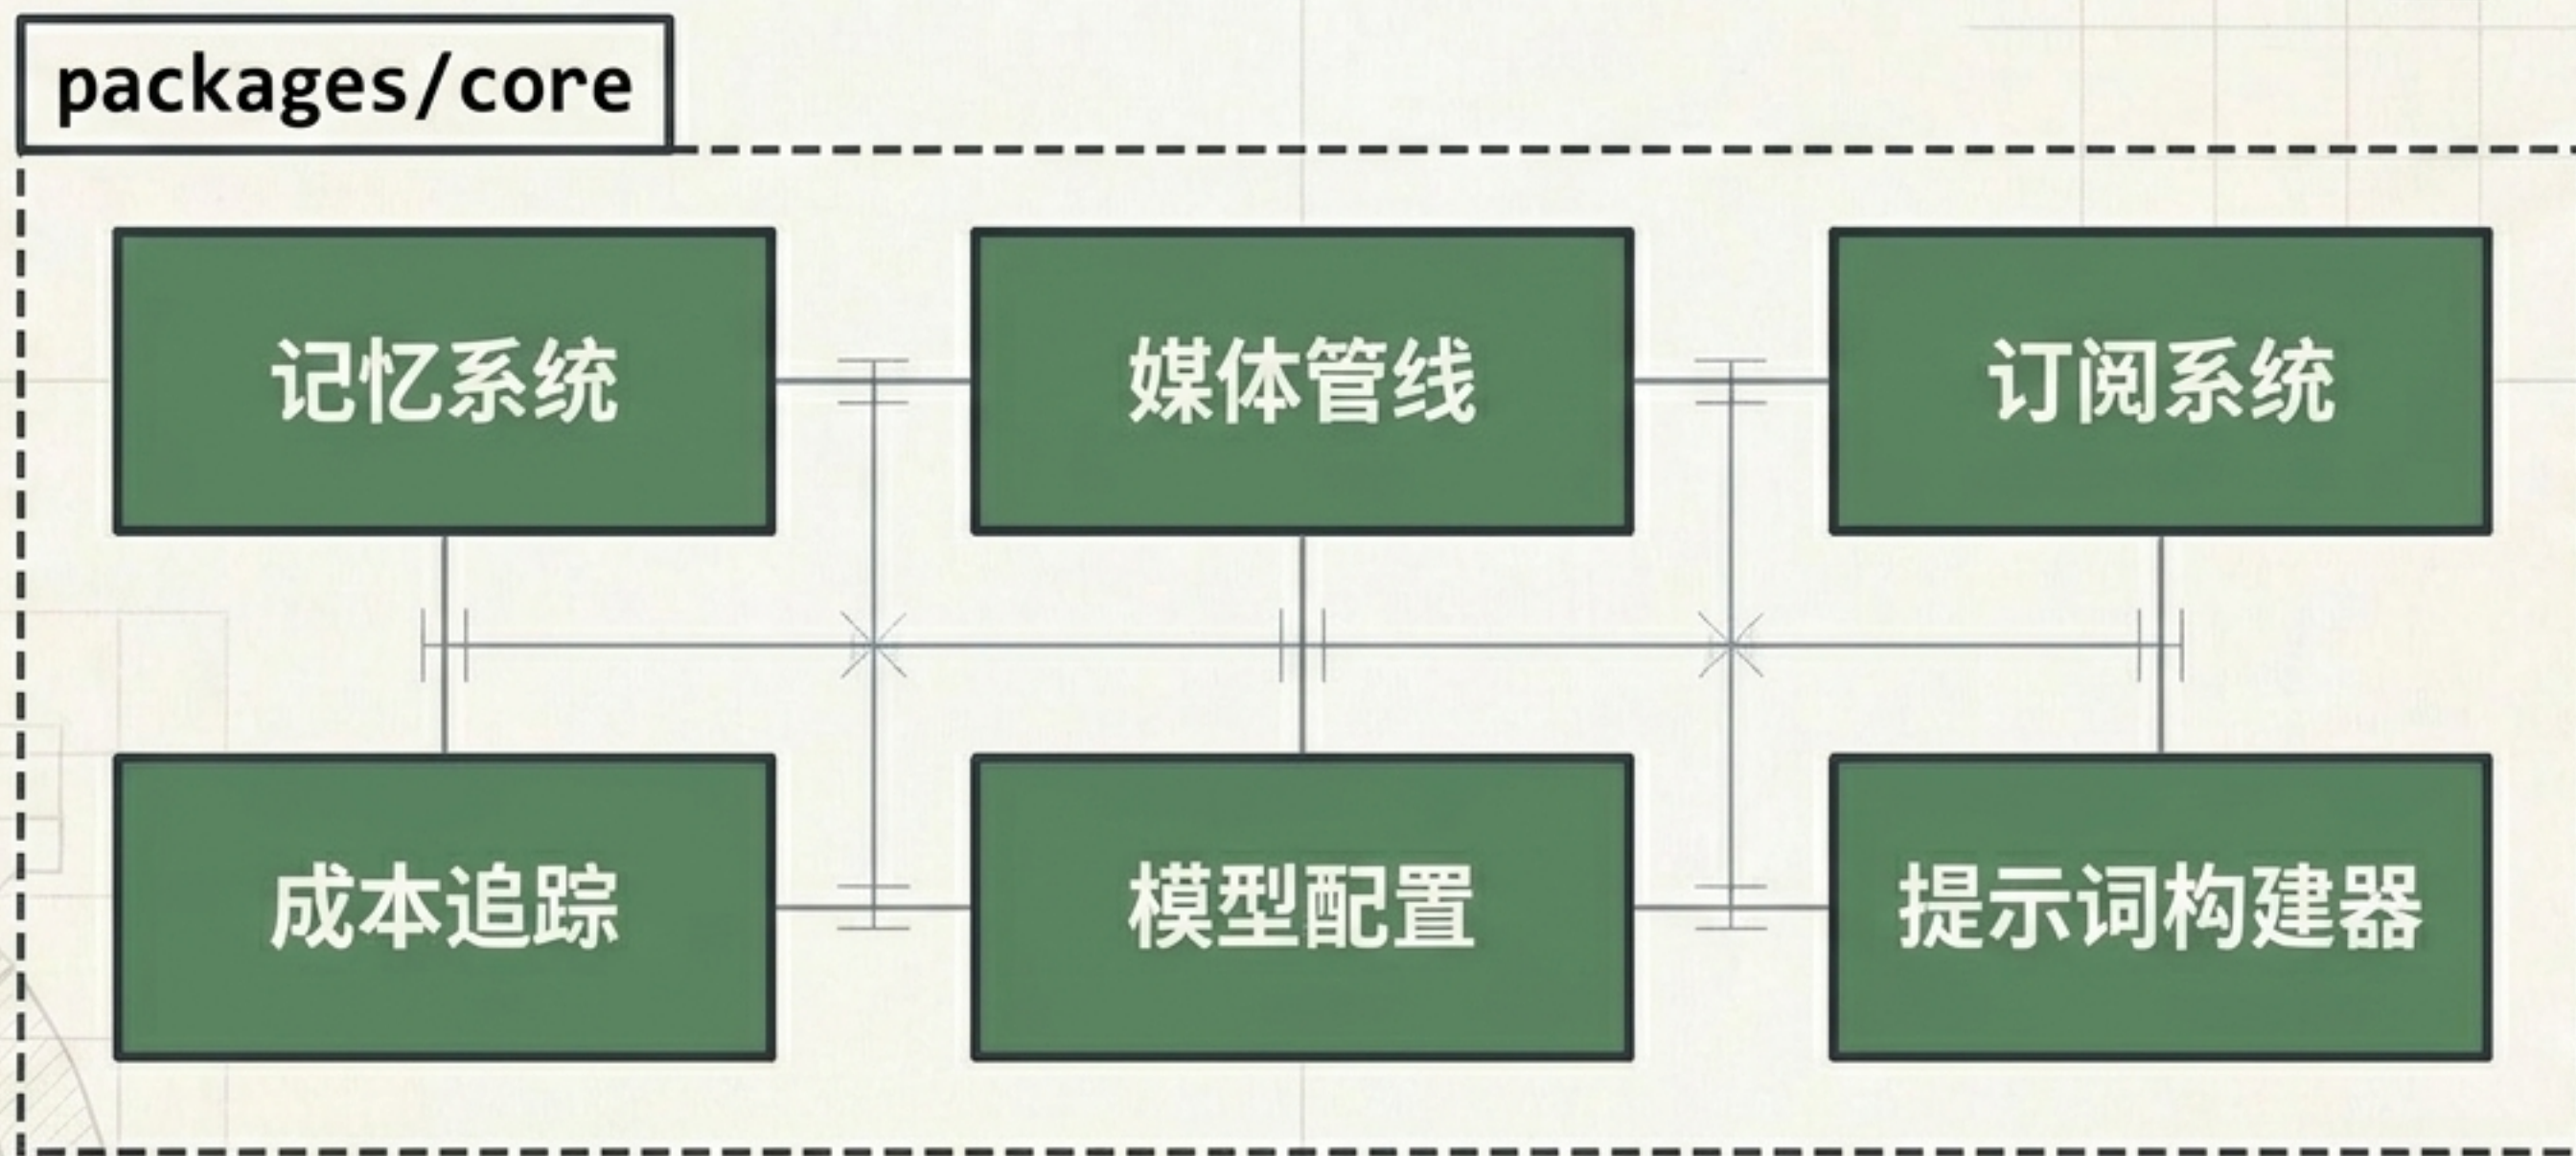 packages/core
记忆系统
媒体管线
订阅系统
成本追踪
模型配置
提示词构建器